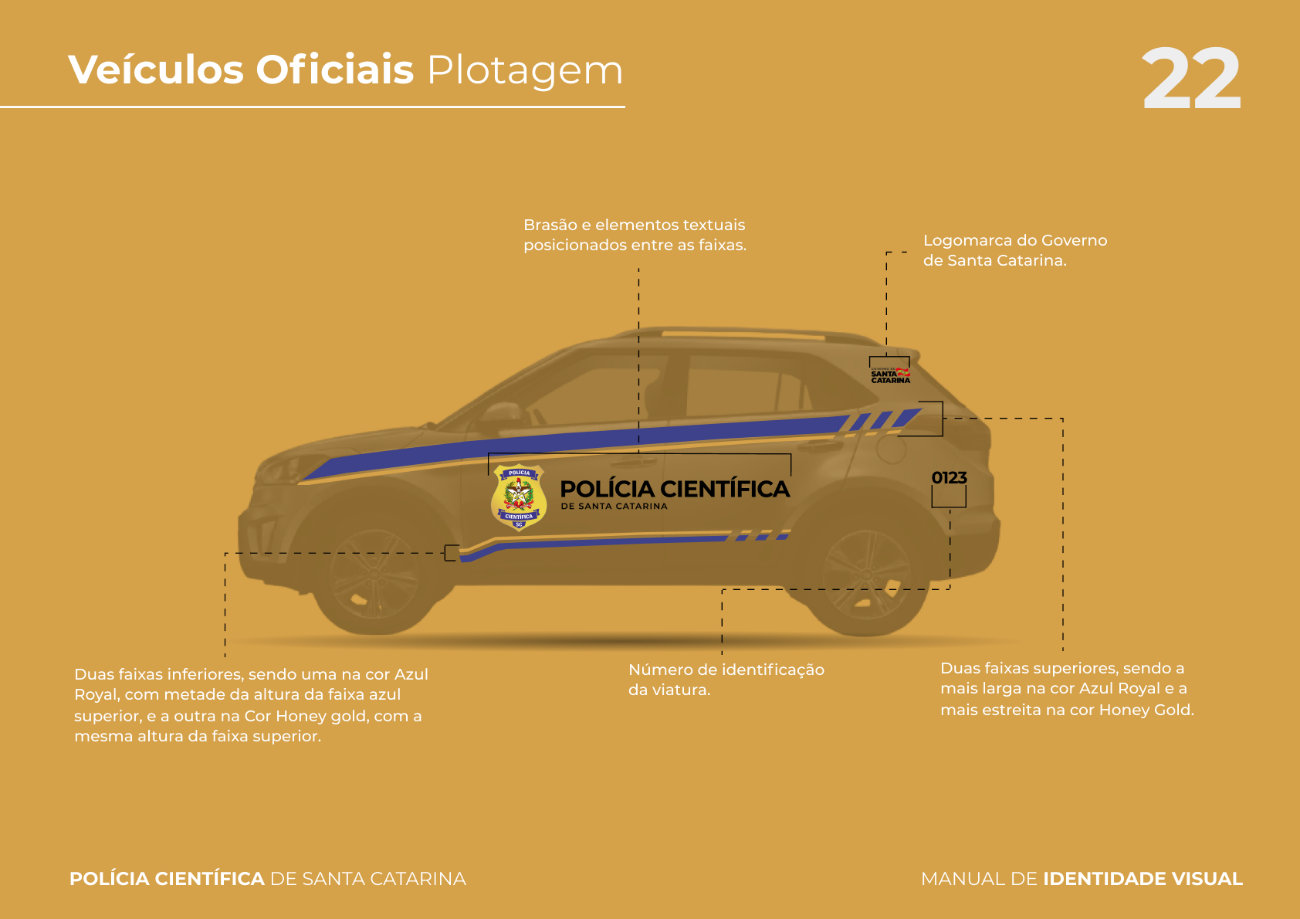 Veículos Oficiais Plotagem
22
Brasão e elementos textuais
posicionados entre as faixas.
Logomarca do Governo
de Santa Catarina.
SANTA
CATARINA
POLÍCIA
CIENTÍFICA
SC
POLÍCIA CIENTÍFICA
DE SANTA CATARINA
0123
Duas faixas inferiores, sendo uma na cor Azul
Royal, com metade da altura da faixa azul
superior, e a outra na Cor Honey gold, com a
mesma altura da faixa superior.
Número de identificação
da viatura.
Duas faixas superiores, sendo a
mais larga na cor Azul Royal e a
mais estreita na cor Honey Gold.
POLÍCIA CIENTÍFICA DE SANTA CATARINA
MANUAL DE IDENTIDADE VISUAL